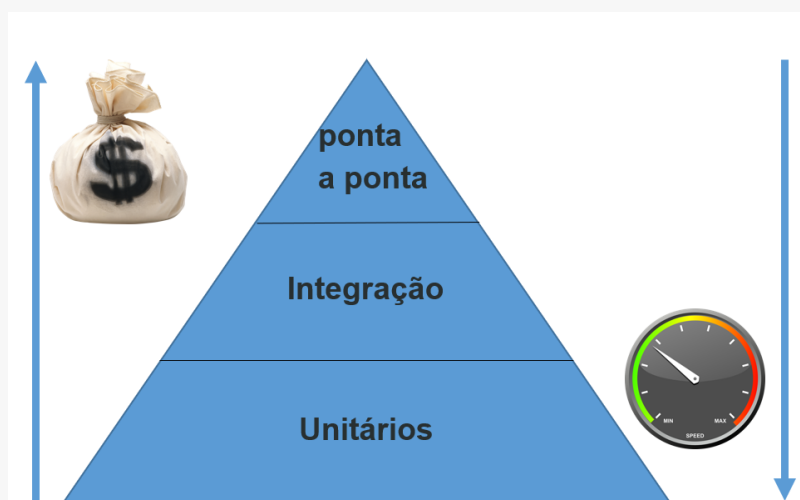 $
ponta
a ponta
Integração
Unitários
MIN
MAX
SPEED